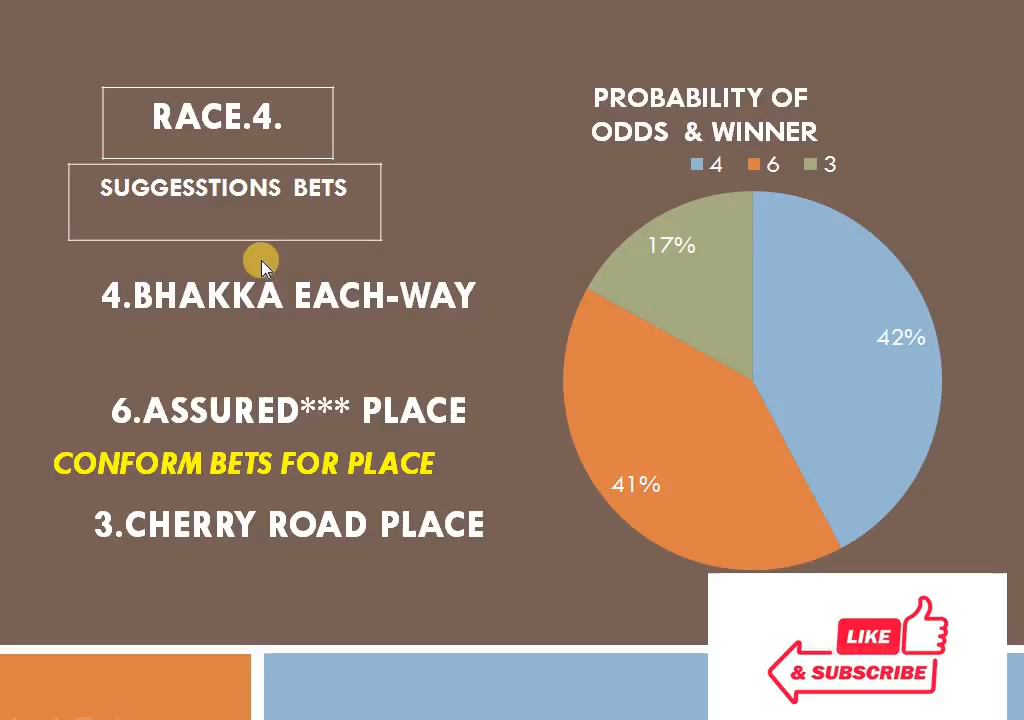 RACE.4.
SUGGESSTIONS BETS
4.BHAKKA EACH-WAY
6.ASSURED*** PLACE
CONFORM BETS FOR PLACE
3.CHERRY ROAD PLACE
PROBABILITY OF
ODDS & WINNER
4 6 3
17%
42%
41%
LIKE
& SUBSCRIBE